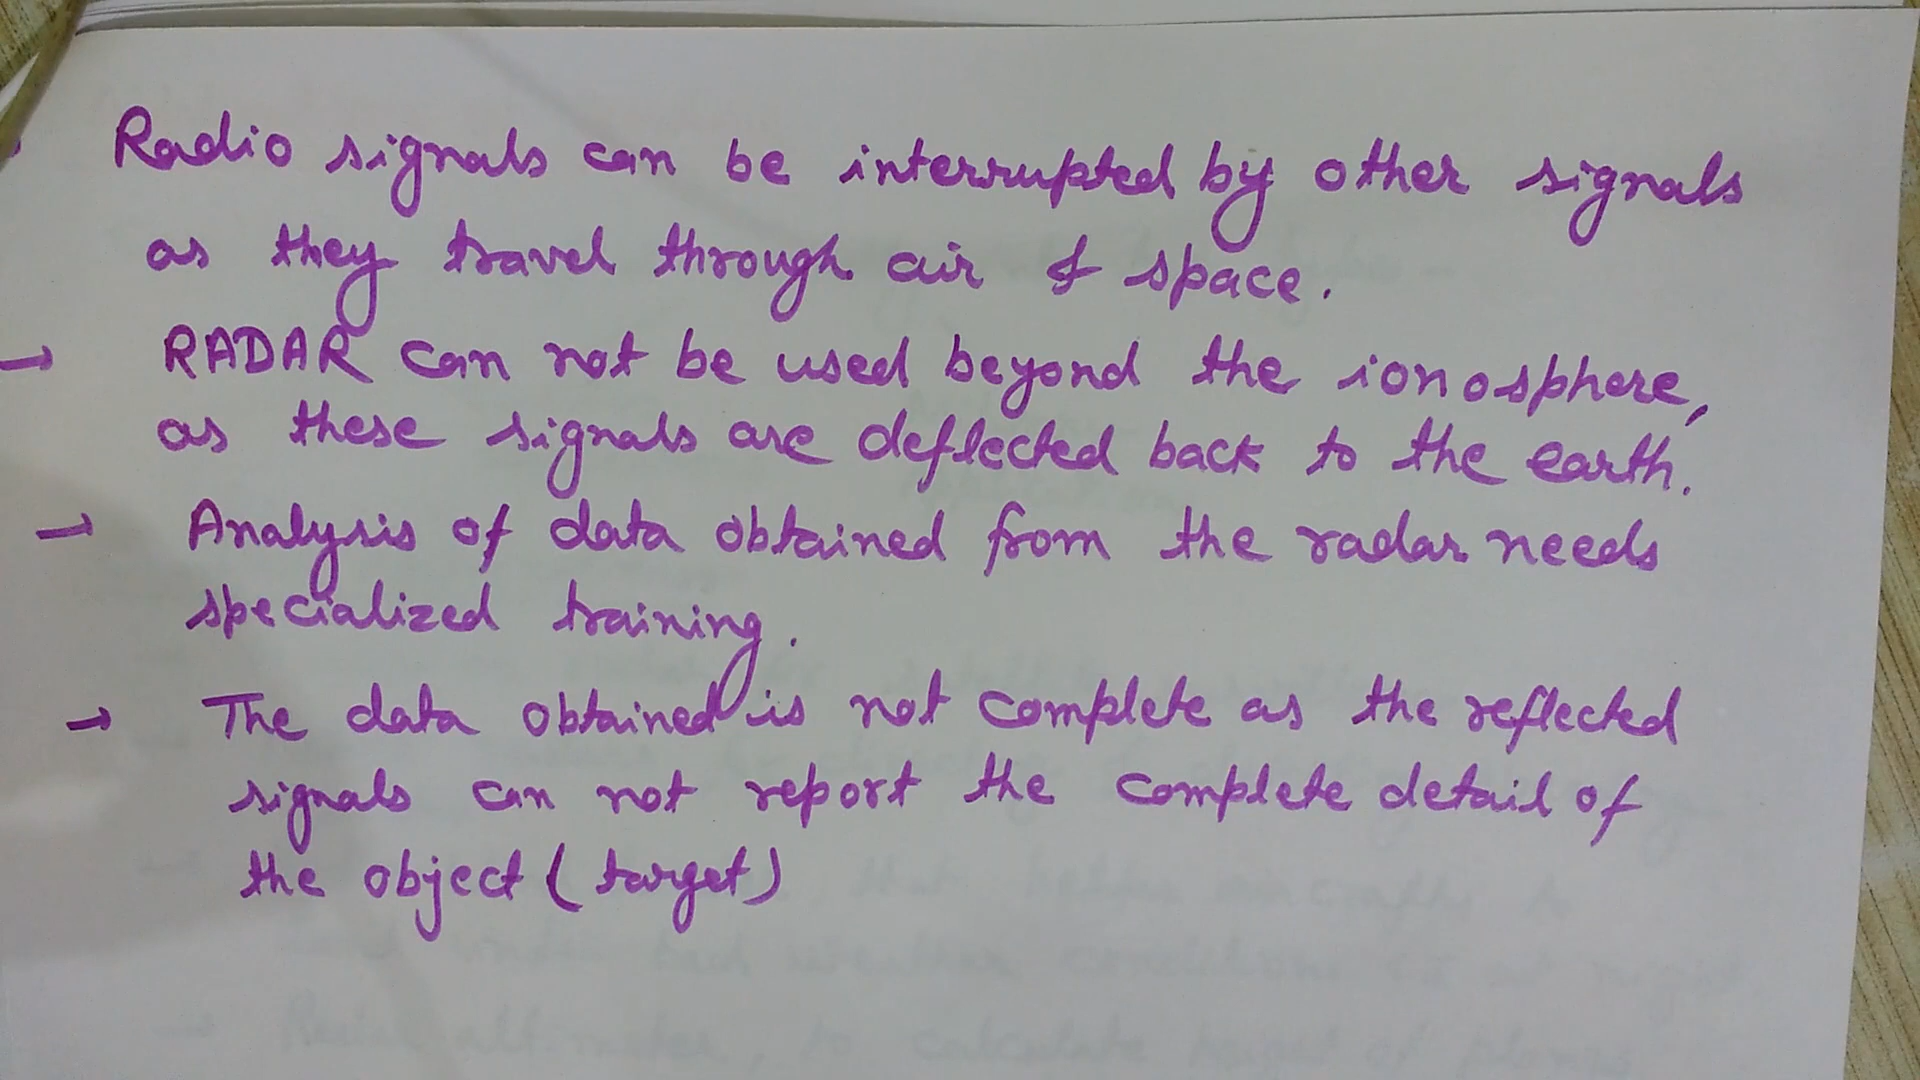 Radio signals can be interrupted by other signals
as they travel through air & space.
→ RADAR can not be used beyond the ionosphere,
as these signals are deflected back to the earth.
→ Analysis of data obtained from the radar needs
specialized training.
→ The data obtained is not complete as the reflected
signals can not report the complete detail of
the object (target)